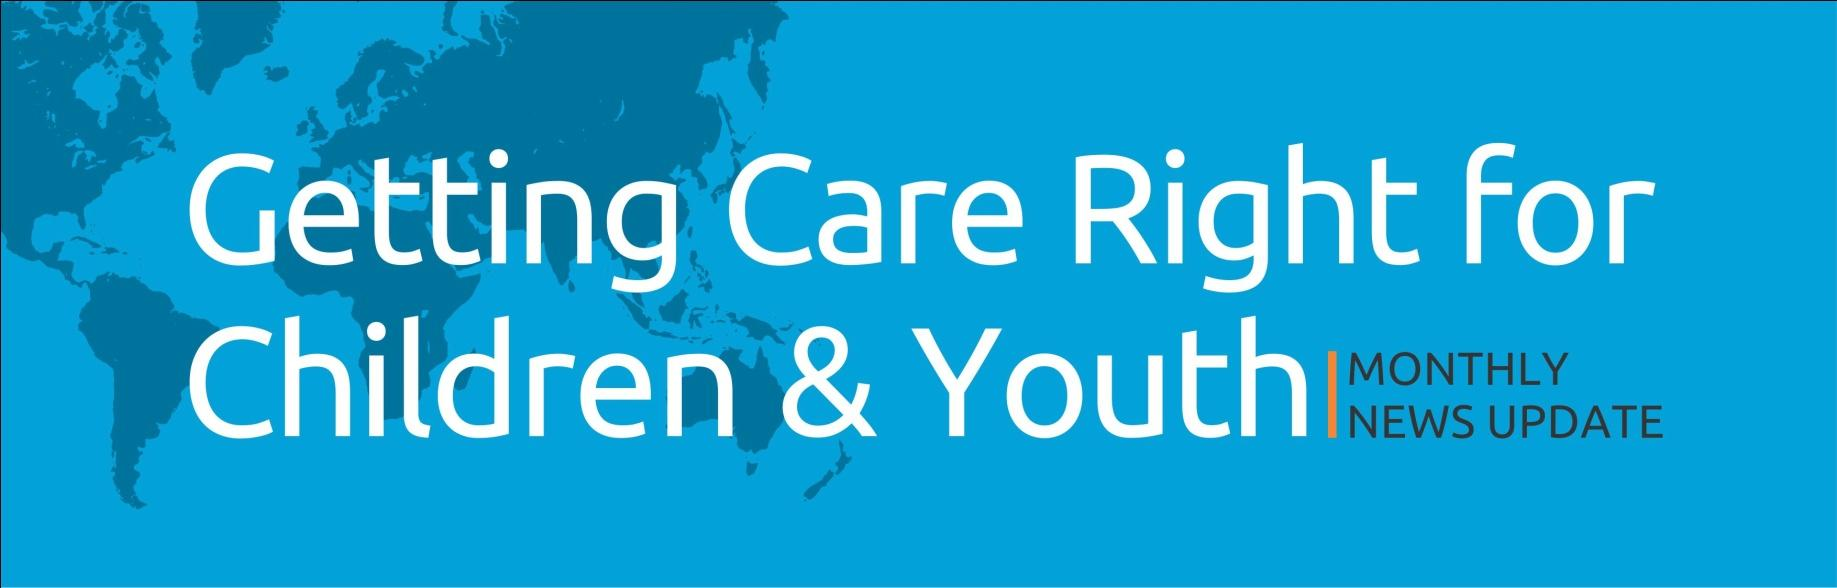 Getting Care Right for
Children & Youth
MONTHLY
NEWS UPDATE